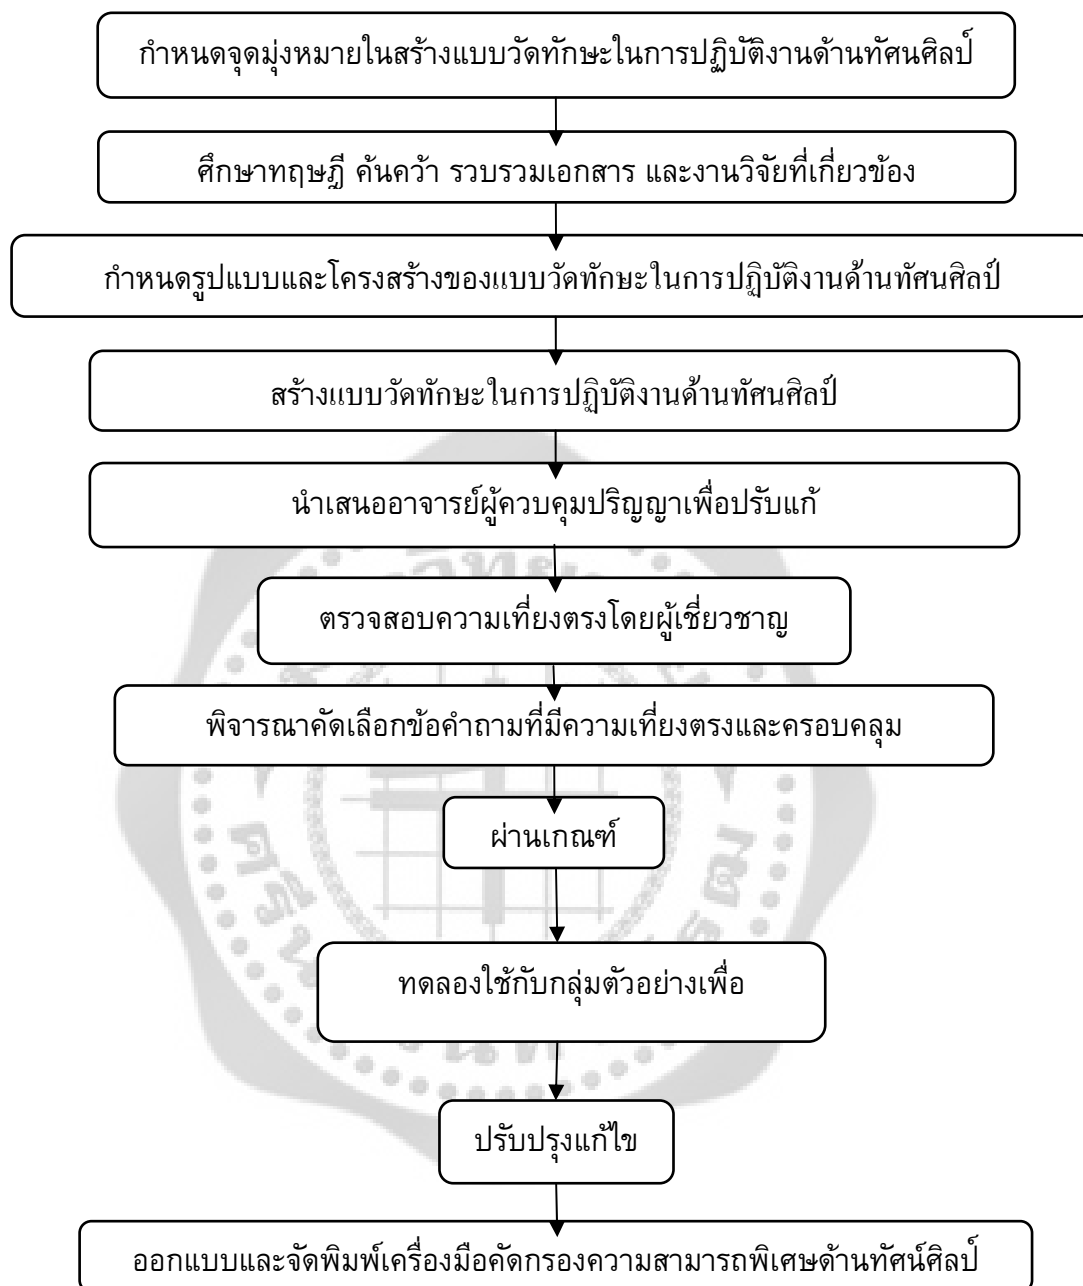 กำหนดจุดมุ่งหมายในสร้างแบบวัดทักษะในการปฏิบัติงานด้านทัศนศิลป์
ศึกษาทฤษฎี ค้นคว้า รวบรวมเอกสาร และงานวิจัยที่เกี่ยวข้อง
กำหนดรูปแบบและโครงสร้างของแบบวัดทักษะในการปฏิบัติงานด้านทัศนศิลป์
สร้างแบบวัดทักษะในการปฏิบัติงานด้านทัศนศิลป์
นำเสนออาจารย์ผู้ควบคุมปริญญาเพื่อปรับแก้
ตรวจสอบความเที่ยงตรงโดยผู้เชี่ยวชาญ
พิจารณาคัดเลือกข้อคำถามที่มีความเที่ยงตรงและครอบคลุม
ผ่านเกณฑ์
ทดลองใช้กับกลุ่มตัวอย่างเพื่อ
ปรับปรุงแก้ไข
ออกแบบและจัดพิมพ์เครื่องมือคัดกรองความสามารถพิเศษด้านทัศน์ศิลป์